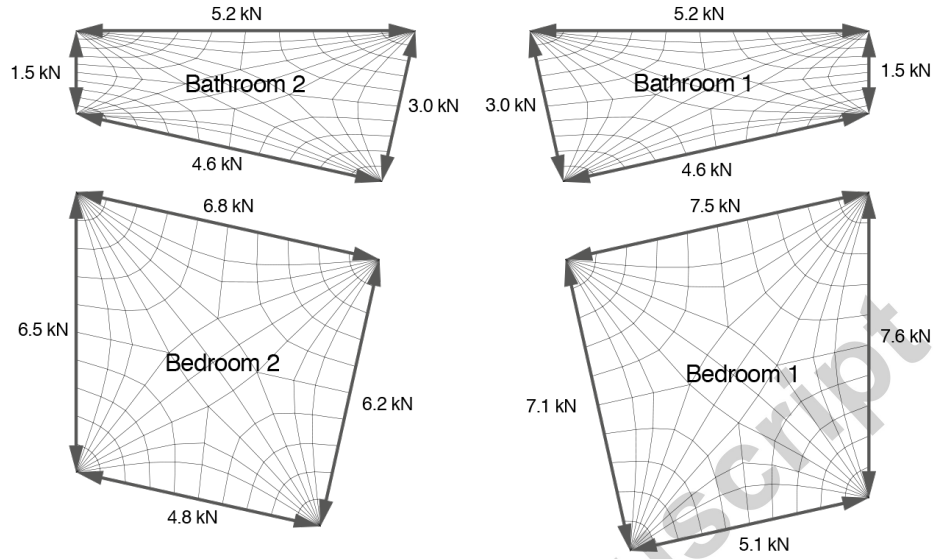 5.2 kN
5.2 kN
1.5 kN
Bathroom 2
3.0 kN
4.6 kN
3.0 kN
Bathroom 1
1.5 kN
4.6 kN
6.8 kN
7.5 kN
6.5 kN
Bedroom 2
6.2 kN
4.8 kN
7.1 kN
Bedroom 1
7.6 kN
5.1 kN
script